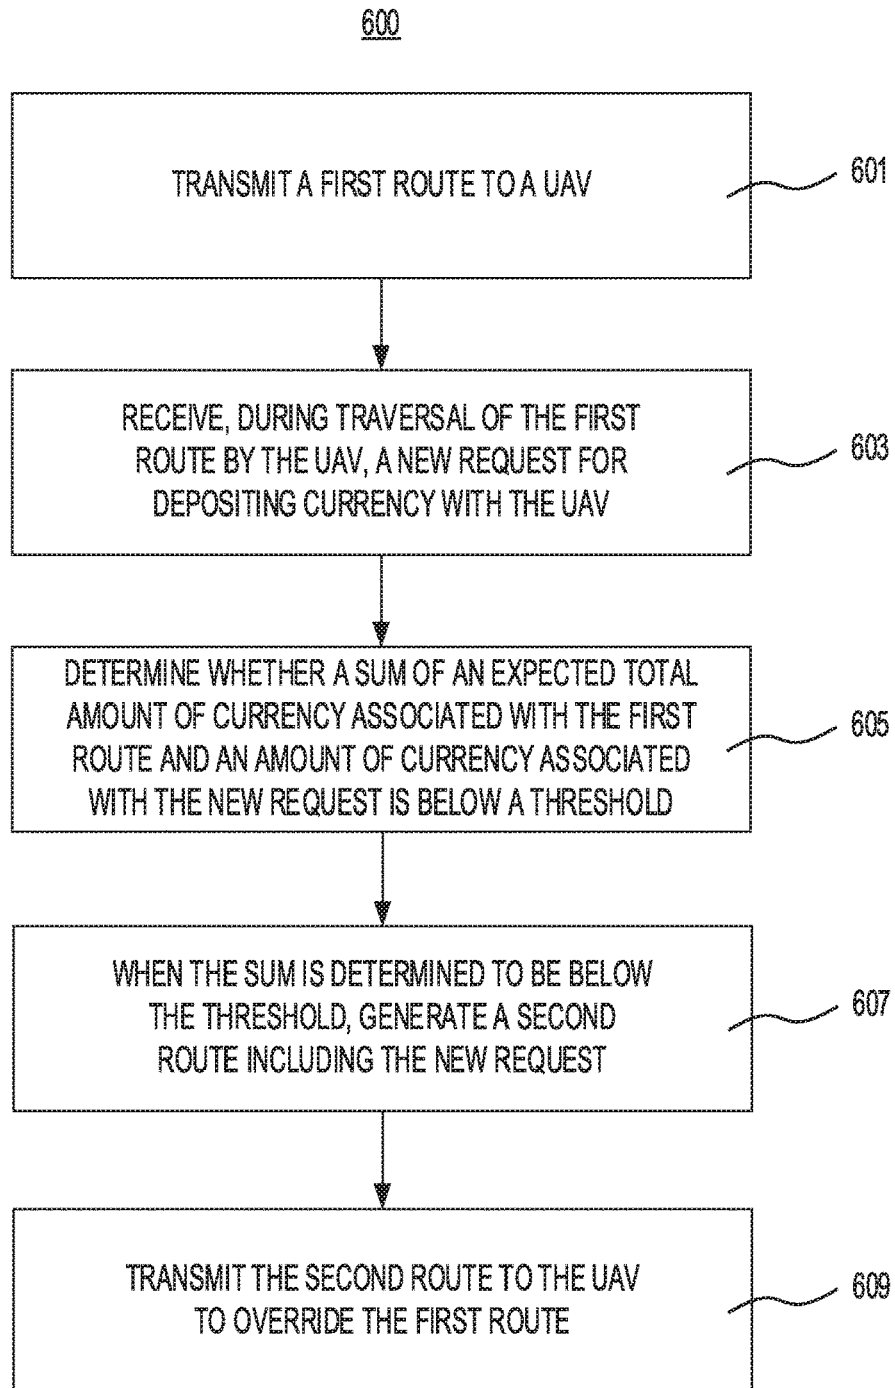 600
TRANSMIT A FIRST ROUTE TO A UAV
601
RECEIVE, DURING TRAVERSAL OF THE FIRST
ROUTE BY THE UAV, A NEW REQUEST FOR
DEPOSITING CURRENCY WITH THE UAV
603
DETERMINE WHETHER A SUM OF AN EXPECTED TOTAL
AMOUNT OF CURRENCY ASSOCIATED WITH THE FIRST
ROUTE AND AN AMOUNT OF CURRENCY ASSOCIATED
WITH THE NEW REQUEST IS BELOW A THRESHOLD
605
WHEN THE SUM IS DETERMINED TO BE BELOW
THE THRESHOLD, GENERATE A SECOND
ROUTE INCLUDING THE NEW REQUEST
607
TRANSMIT THE SECOND ROUTE TO THE UAV
TO OVERRIDE THE FIRST ROUTE
609